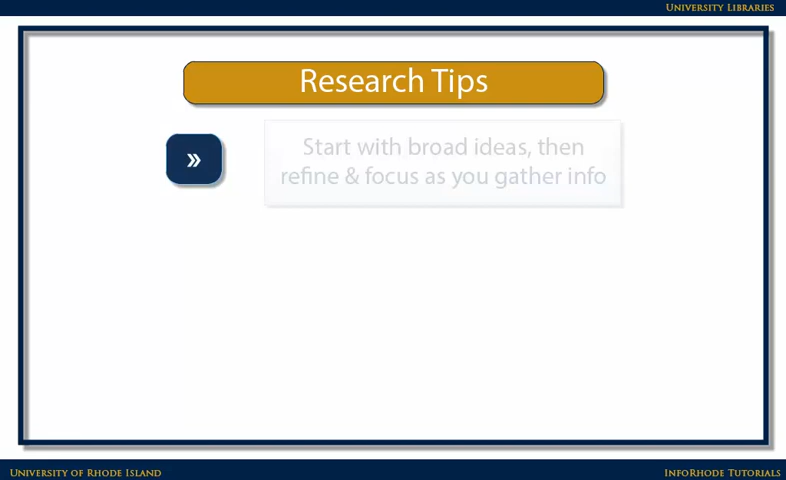 University Libraries
Research Tips
»
Start with broad ideas, then
refine & focus as you gather info
University of Rhode Island
InfoRhode Tutorials